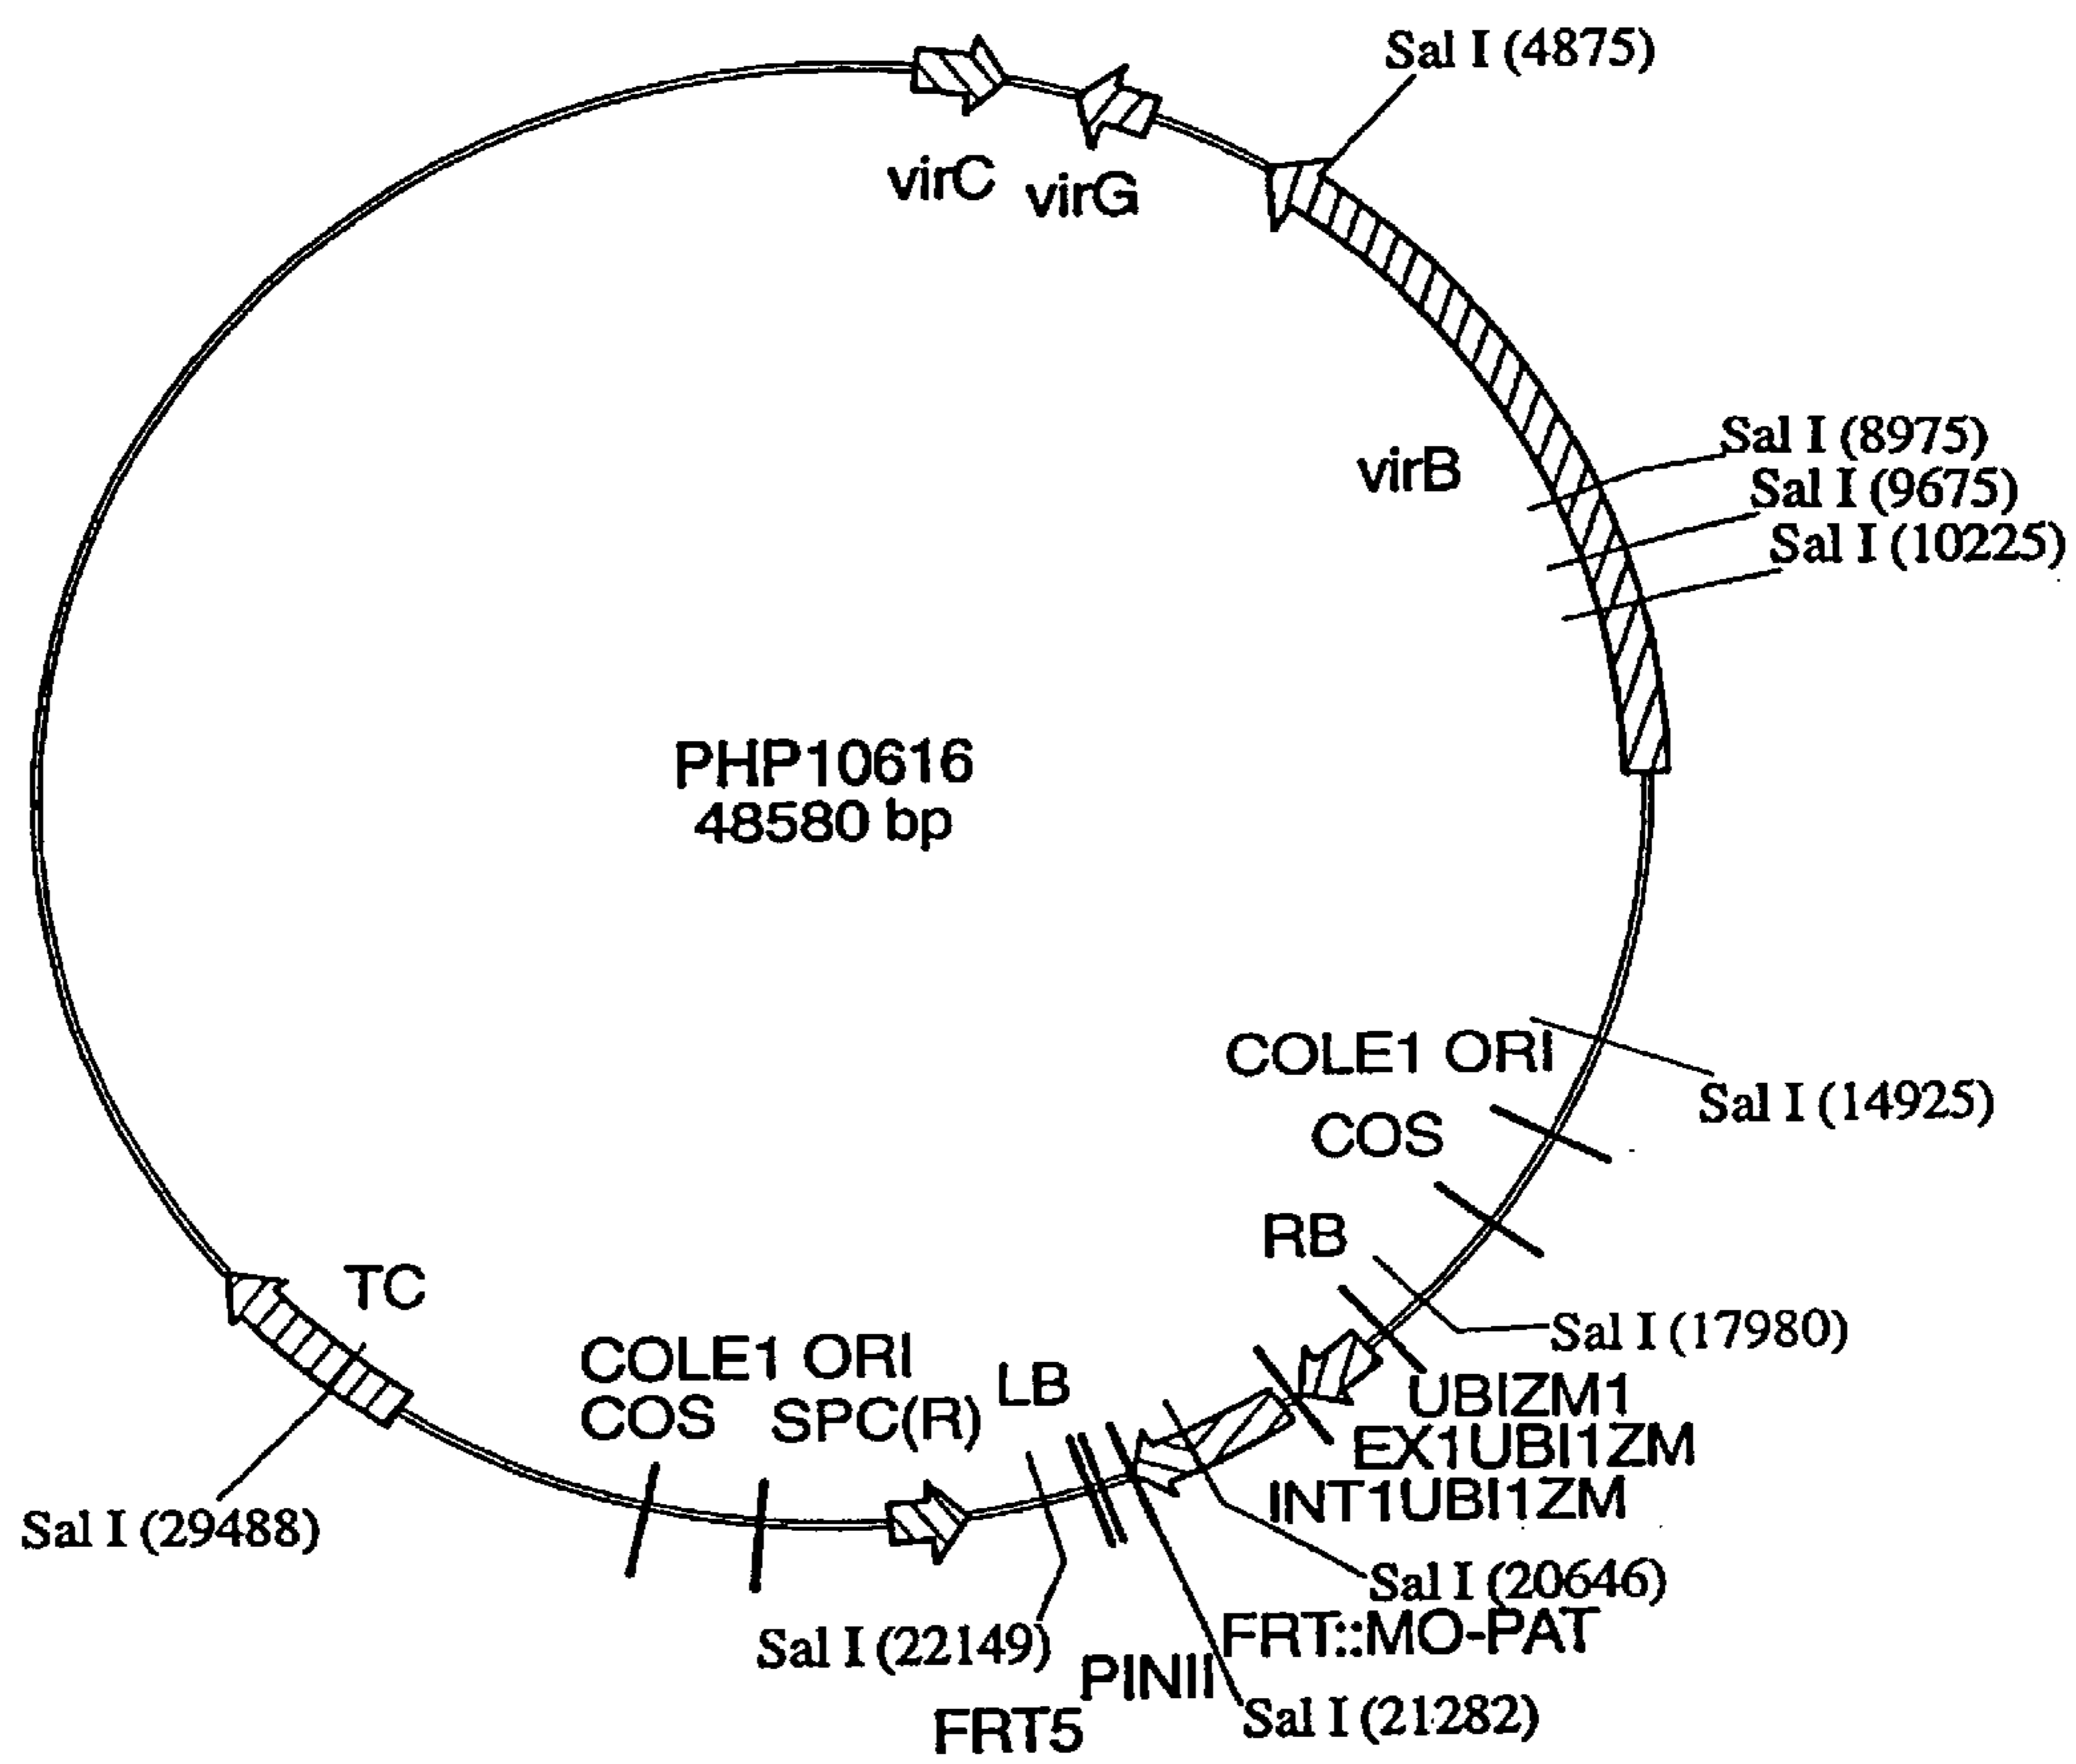 Sal I (4875)
virC
virG
Sal I (8975)
virB
Sal I (9675)
Sal I (10225)
PHP10616
48580 bp
COLE1 ORI
Sal I (14925)
COS
RB
TC
Sal I (17980)
COLE1 ORI
LB
UBIZM1
COS
SPC(R)
EX1UBI1ZM
INT1UBI1ZM
Sal I (29488)
Sal I (20646)
Sal I (22149)
FRT::MO-PAT
PINII
FRT5
Sal I (21282)